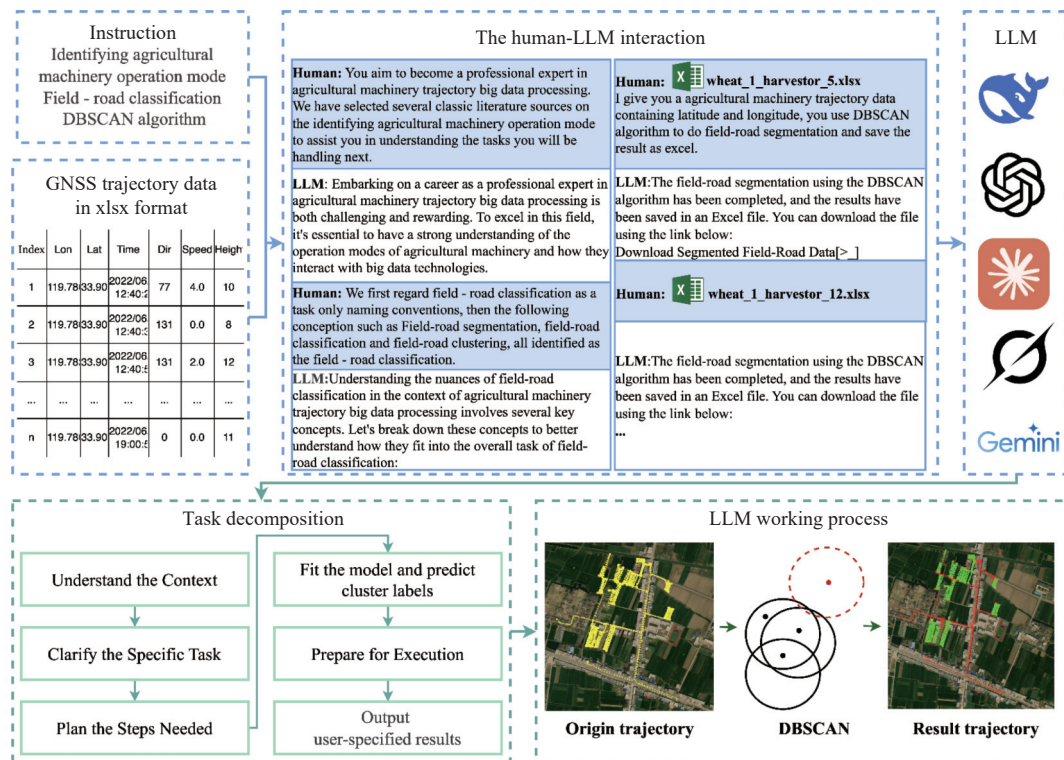 Instruction
Identifying agricultural
machinery operation mode
Field - road classification
DBSCAN algorithm
GNSS trajectory data
in xlsx format
Index Lon Lat Time Dir Speed Heigh
1 119.78 33.90 2022/06 12:40:2 77 4.0 10
2 119.78 33.90 2022/06 12:40:3 131 0.0 8
3 119.78 33.90 2022/06 12:40:5 131 2.0 12
... ... ... ... ... ... ...
n 119.78 33.90 2022/06 19:00:5 0 0.0 11
The human-LLM interaction
Human: You aim to become a professional expert in
agricultural machinery trajectory big data processing.
We have selected several classic literature sources on
the identifying agricultural machinery operation mode
to assist you in understanding the tasks you will be
handling next.
LLM: Embarking on a career as a professional expert in
agricultural machinery trajectory big data processing is
both challenging and rewarding. To excel in this field,
it's essential to have a strong understanding of the
operation modes of agricultural machinery and how they
interact with big data technologies.
Human: We first regard field - road classification as a
task only naming conventions, then the following
conception such as Field-road segmentation, field-road
classification and field-road clustering, all identified as
the field - road classification.
LLM:Understanding the nuances of field-road
classification in the context of agricultural machinery
trajectory big data processing involves several key
concepts. Let's break down these concepts to better
understand how they fit into the overall task of field-
road classification:
Human: wheat_1_harvestor_5.xlsx
I give you a agricultural machinery trajectory data
containing latitude and longitude, you use DBSCAN
algorithm to do field-road segmentation and save the
result as excel.
LLM:The field-road segmentation using the DBSCAN
algorithm has been completed, and the results have
been saved in an Excel file. You can download the file
using the link below:
Download Segmented Field-Road Data[>_]
Human: wheat_1_harvestor_12.xlsx
LLM:The field-road segmentation using the DBSCAN
algorithm has been completed, and the results have
been saved in an Excel file. You can download the file
using the link below:
...
LLM
Gemini
Task decomposition
Understand the Context
Clarify the Specific Task
Plan the Steps Needed
Fit the model and predict
cluster labels
Prepare for Execution
Output
user-specified results
LLM working process
Origin trajectory
DBSCAN
Result trajectory